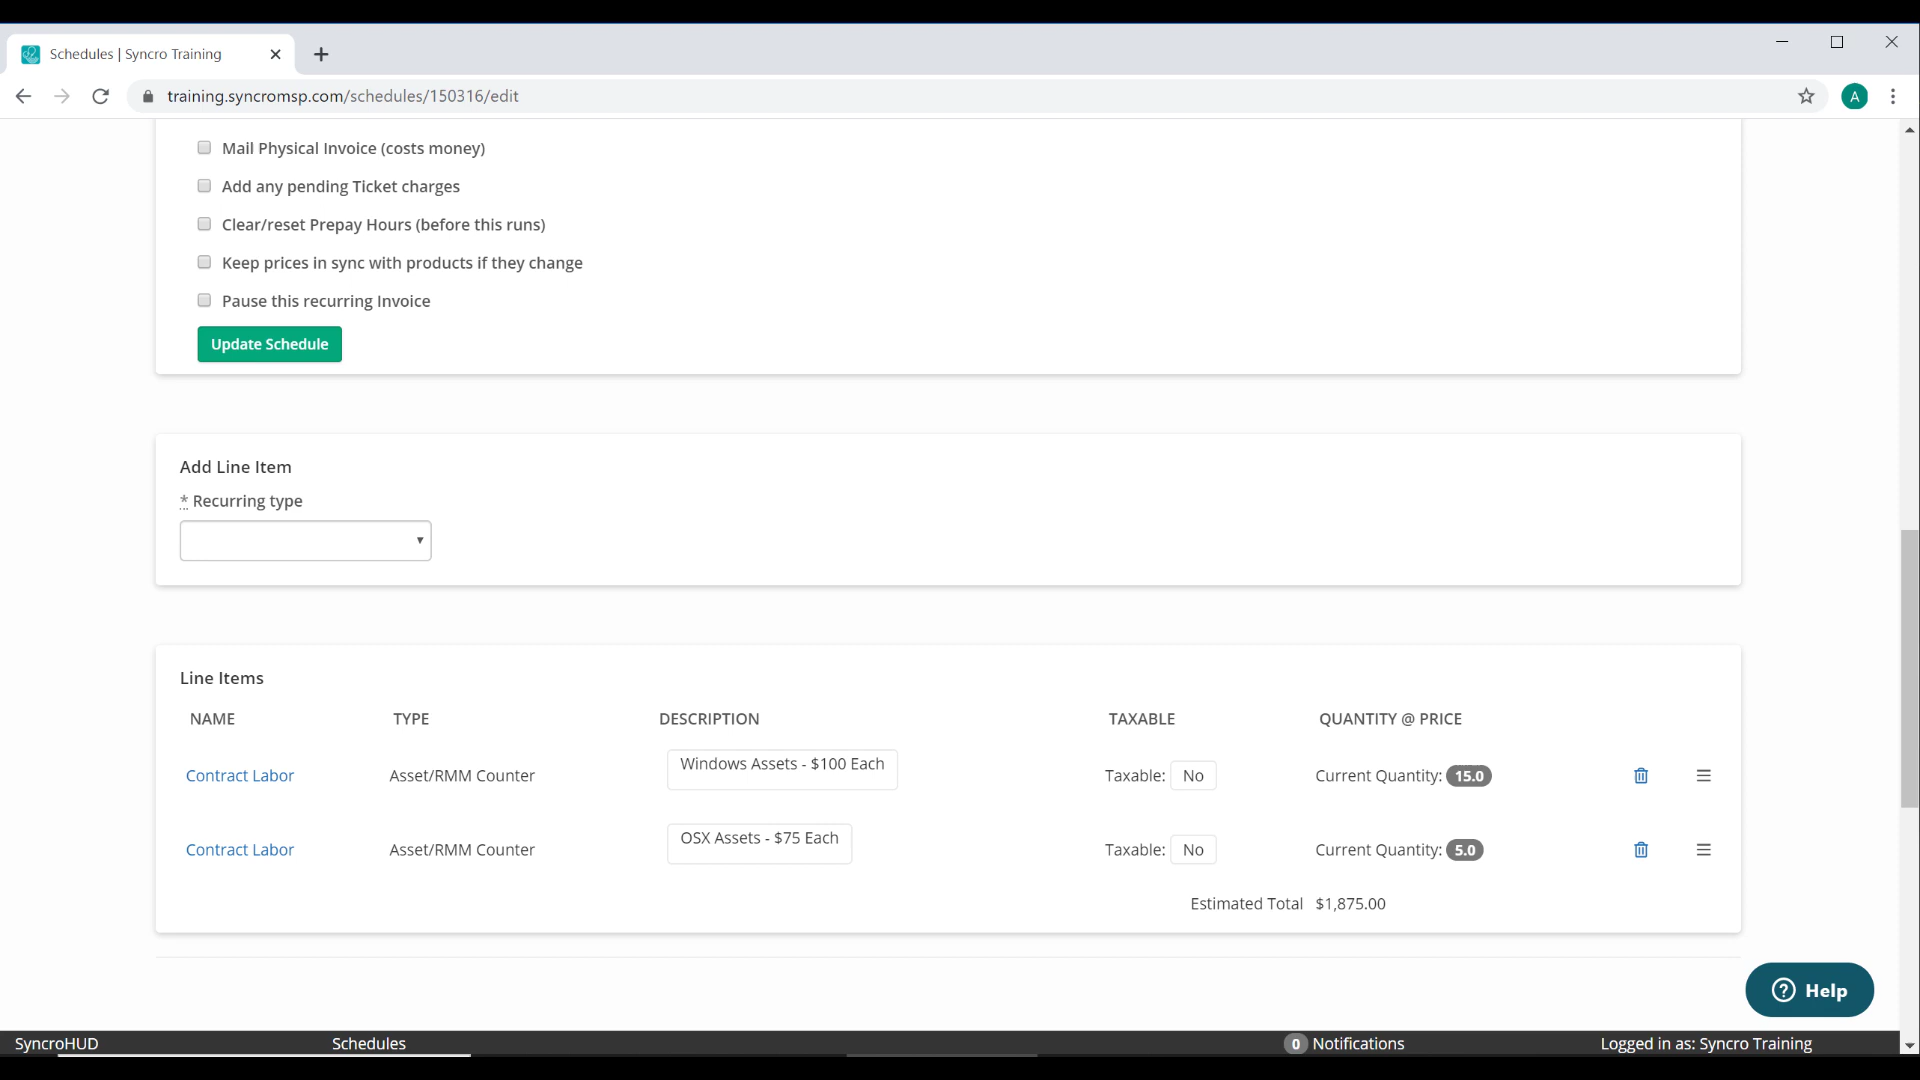 Schedules | Syncro Training
training.syncromsp.com/schedules/150316/edit
A
Mail Physical Invoice (costs money)
Add any pending Ticket charges
Clear/reset Prepay Hours (before this runs)
Keep prices in sync with products if they change
Pause this recurring Invoice
Update Schedule
Add Line Item
* Recurring type
Line Items
NAME TYPE DESCRIPTION TAXABLE QUANTITY @ PRICE
Contract Labor Asset/RMM Counter Windows Assets - $100 Each Taxable: No Current Quantity: 15.0
Contract Labor Asset/RMM Counter OSX Assets - $75 Each Taxable: No Current Quantity: 5.0
Estimated Total $1,875.00
? Help
SyncroHUD Schedules 0 Notifications Logged in as: Syncro Training